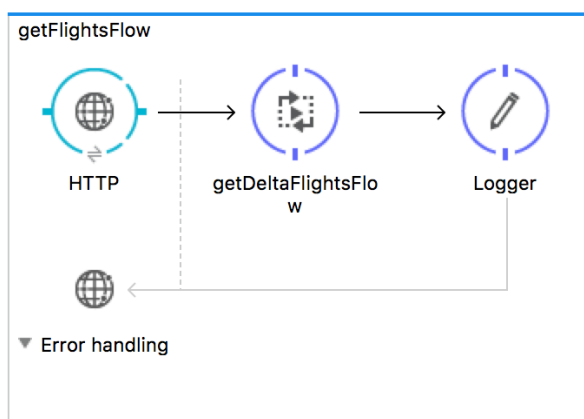 getFlightsFlow
HTTP
getDeltaFlightsFlo
w
Logger
Error handling